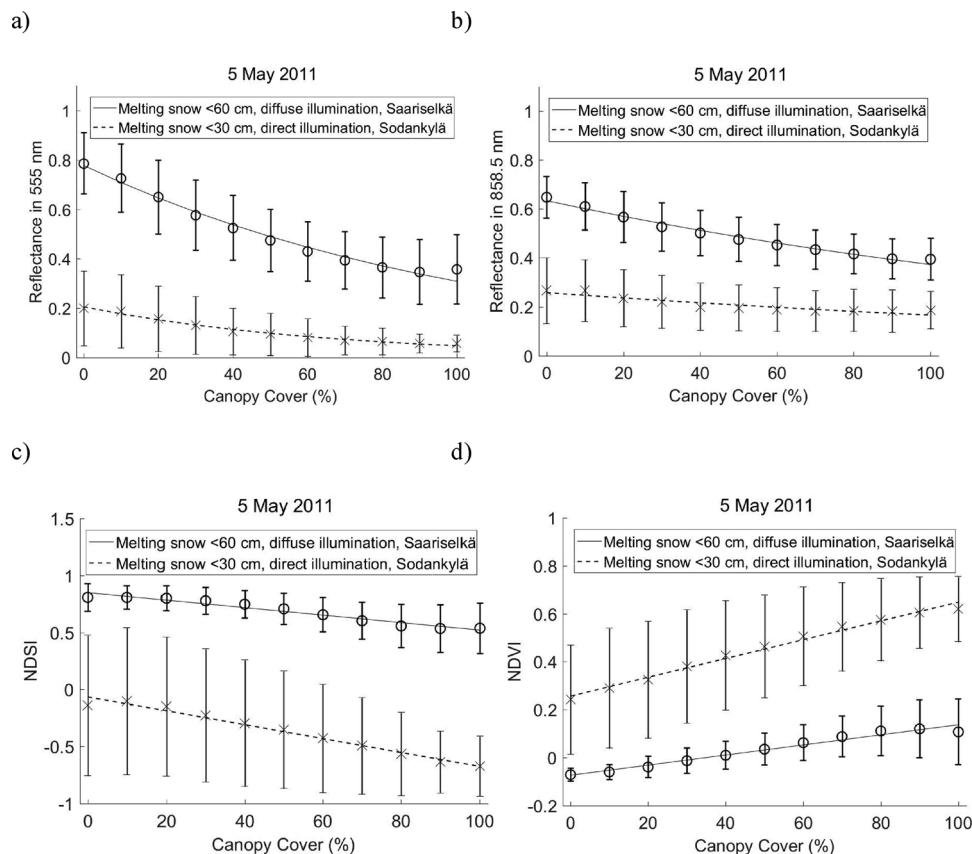 a)
5 May 2011
Melting snow <60 cm, diffuse illumination, Saariselkä
Melting snow <30 cm, direct illumination, Sodankylä
Reflectance in 555 nm
1
0.8
0.6
0.4
0.2
0
0 20 40 60 80 100
Canopy Cover (%)
b)
5 May 2011
Melting snow <60 cm, diffuse illumination, Saariselkä
Melting snow <30 cm, direct illumination, Sodankylä
Reflectance in 858.5 nm
1
0.8
0.6
0.4
0.2
0
0 20 40 60 80 100
Canopy Cover (%)
c)
5 May 2011
Melting snow <60 cm, diffuse illumination, Saariselkä
Melting snow <30 cm, direct illumination, Sodankylä
NDSI
1.5
1
0.5
0
-0.5
-1
0 20 40 60 80 100
Canopy Cover (%)
d)
5 May 2011
Melting snow <60 cm, diffuse illumination, Saariselkä
Melting snow <30 cm, direct illumination, Sodankylä
NDVI
1
0.8
0.6
0.4
0.2
0
-0.2
0 20 40 60 80 100
Canopy Cover (%)